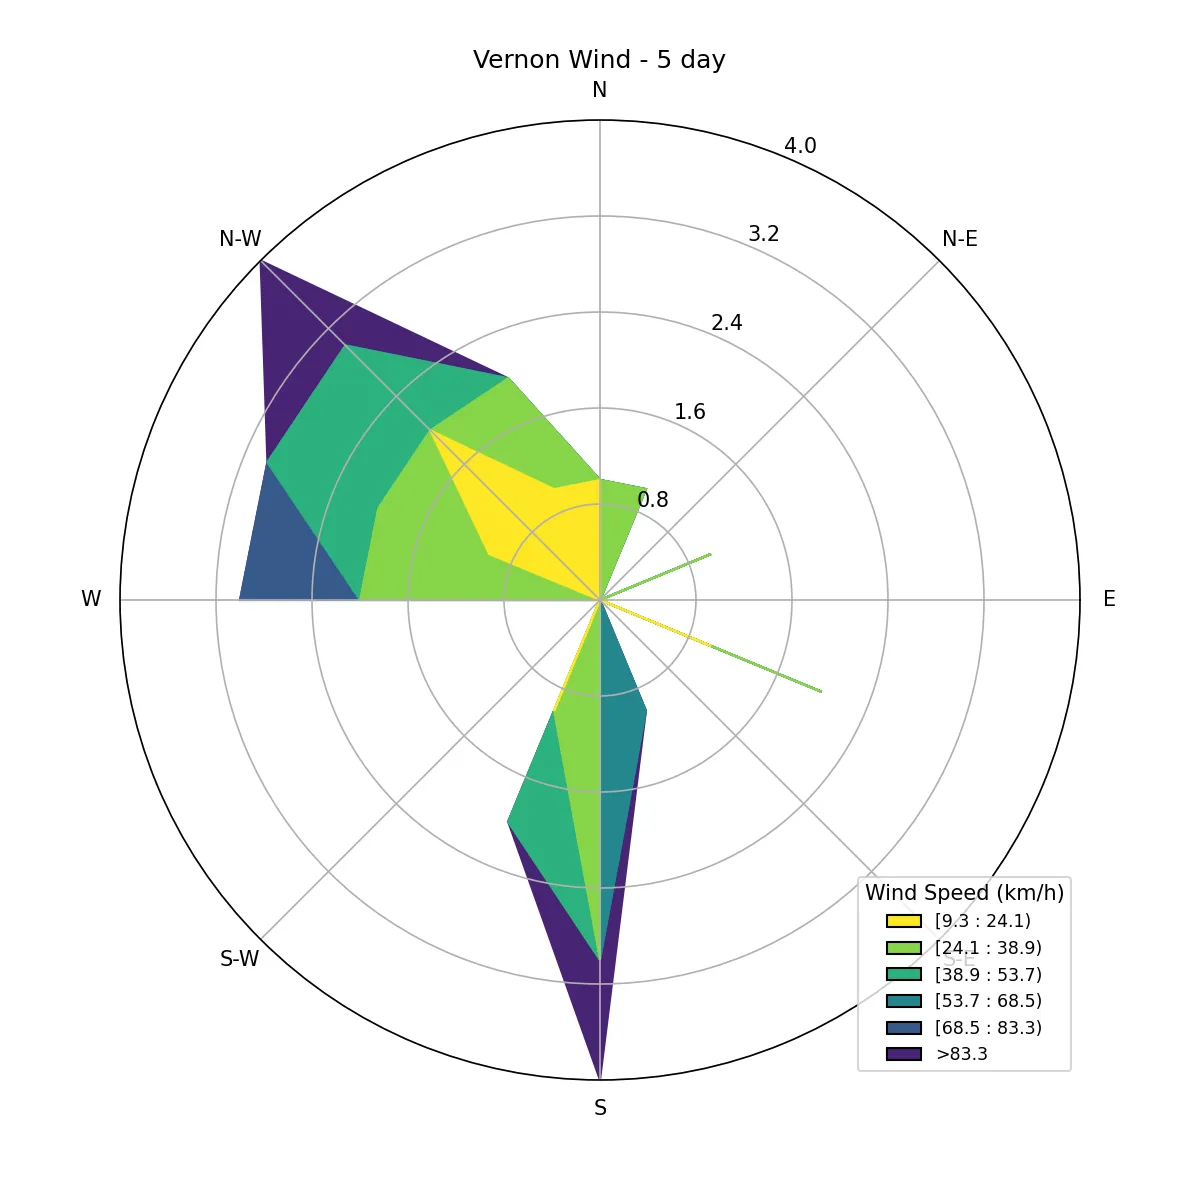 Vernon Wind - 5 day
N
4.0
N-W
3.2
N-E
2.4
1.6
0.8
W
E
S-W
S-E
S
Wind Speed (km/h)
[9.3 : 24.1)
[24.1 : 38.9)
[38.9 : 53.7)
[53.7 : 68.5)
[68.5 : 83.3)
>83.3